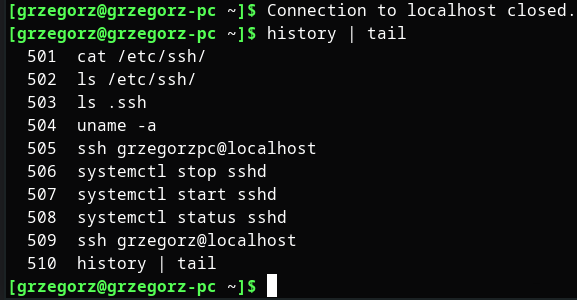 [grzegorz@grzegorz-pc ~]$ Connection to localhost closed.
[grzegorz@grzegorz-pc ~]$ history | tail
501 cat /etc/ssh/
502 ls /etc/ssh/
503 ls .ssh
504 uname -a
505 ssh grzegorzpc@localhost
506 systemctl stop sshd
507 systemctl start sshd
508 systemctl status sshd
509 ssh grzegorz@localhost
510 history | tail
[grzegorz@grzegorz-pc ~]$